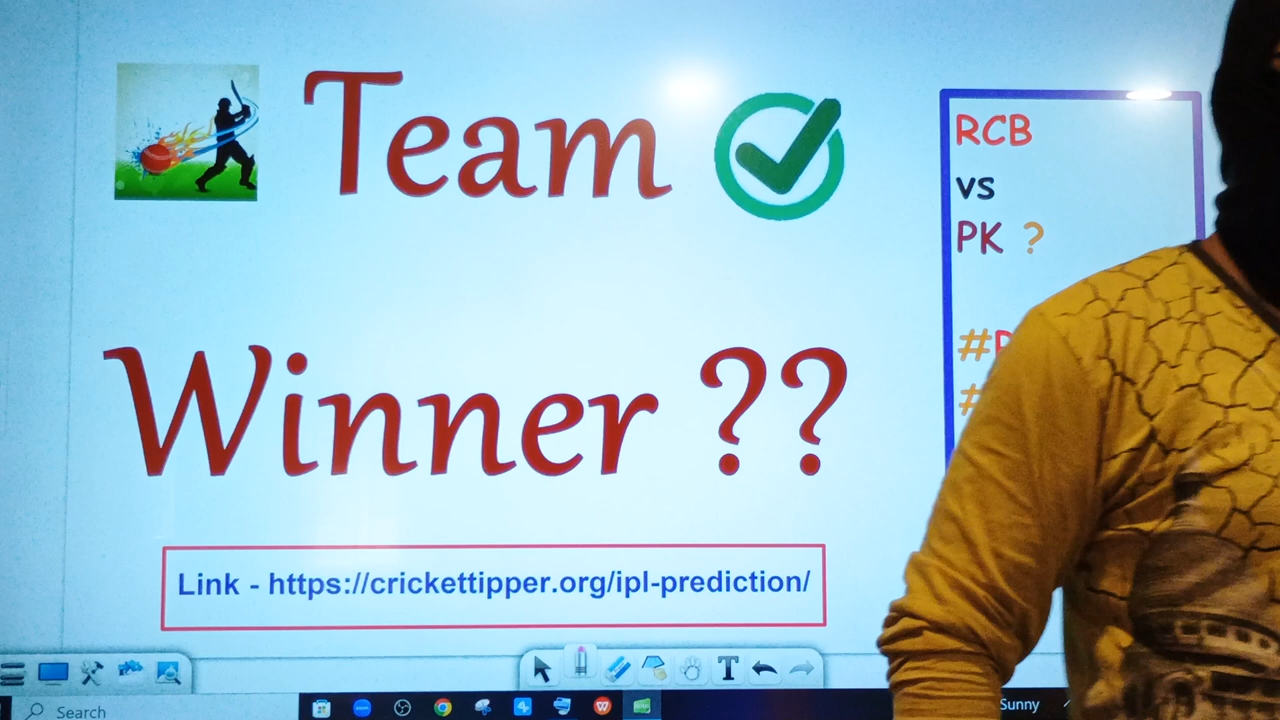 Team
Winner ??
Link - https://crickettipper.org/ipl-prediction/
RCB
vs
PK ?
#
#
Search
T
Sunny